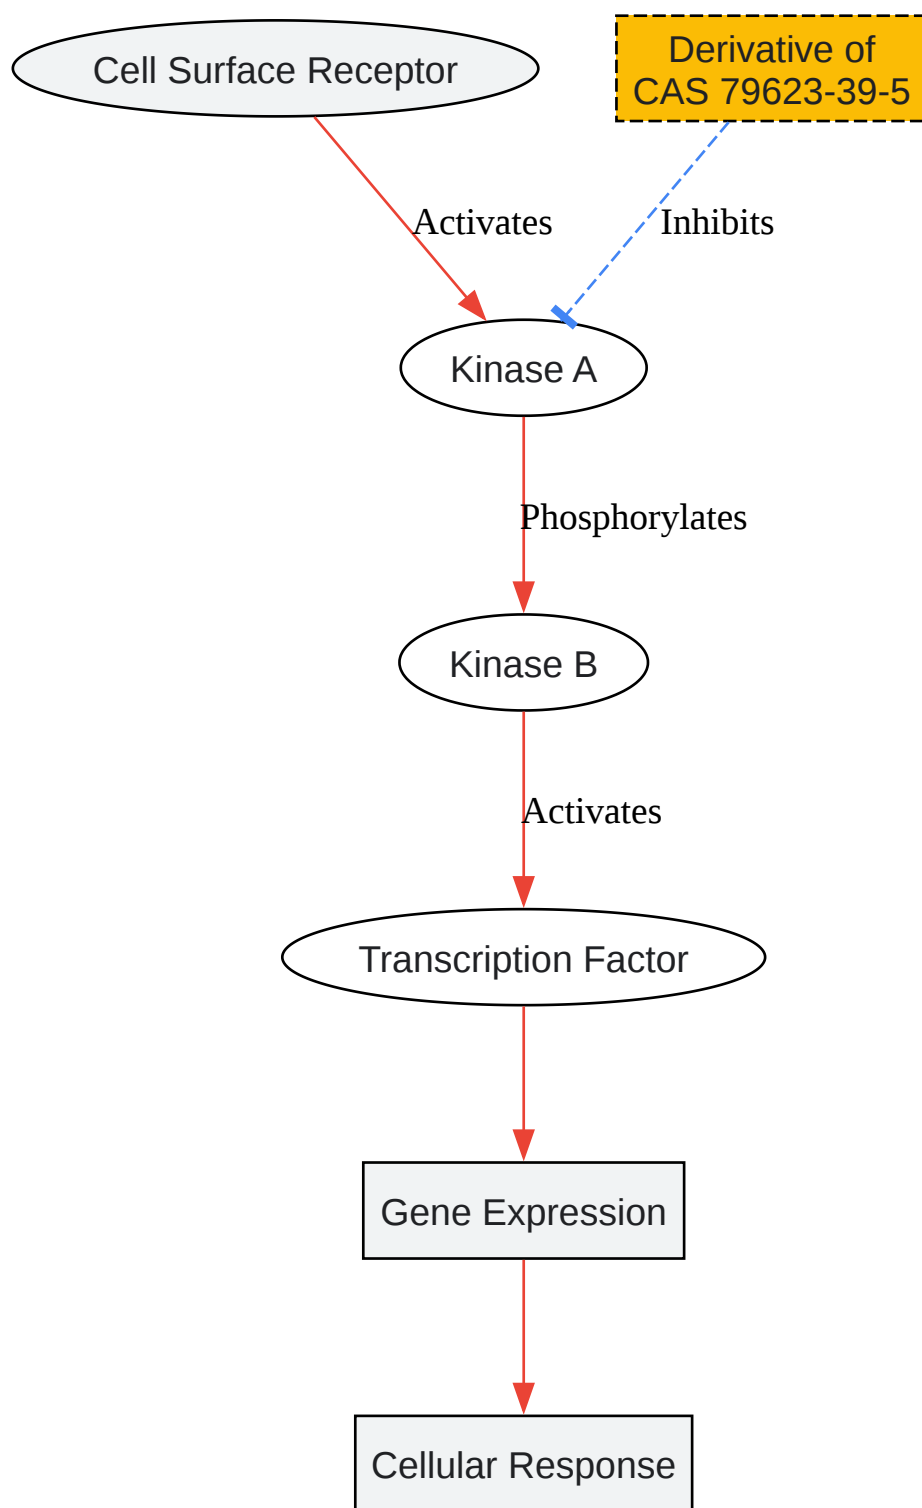 Cell Surface Receptor
Derivative of
CAS 79623-39-5
Activates
Inhibits
Kinase A
Phosphorylates
Kinase B
Activates
Transcription Factor
Gene Expression
Cellular Response